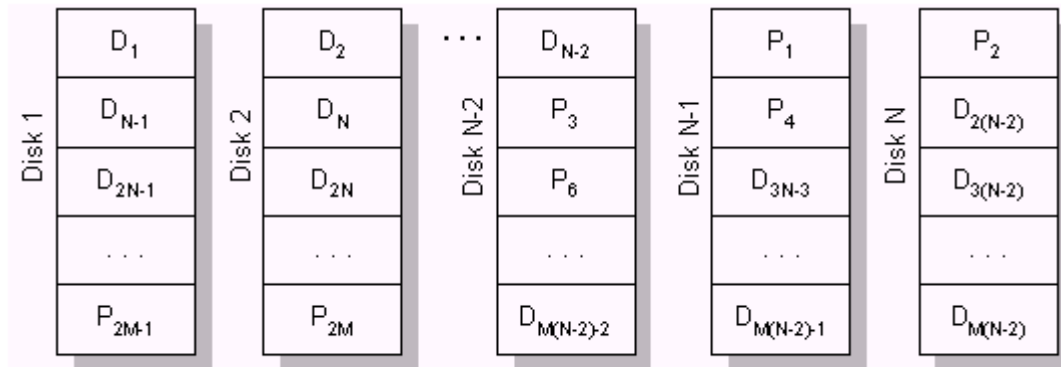 D1 D2 ... DN-2 P1 P2
Disk 1 Disk 2 Disk N-2 Disk N-1 Disk N
DN-1 DN P3 P4 D2(N-2)
D2N-1 D2N P6 D3N-3 D3(N-2)
... ... ... ... ...
P2M-1 P2M DM(N-2)-2 DM(N-2)-1 DM(N-2)